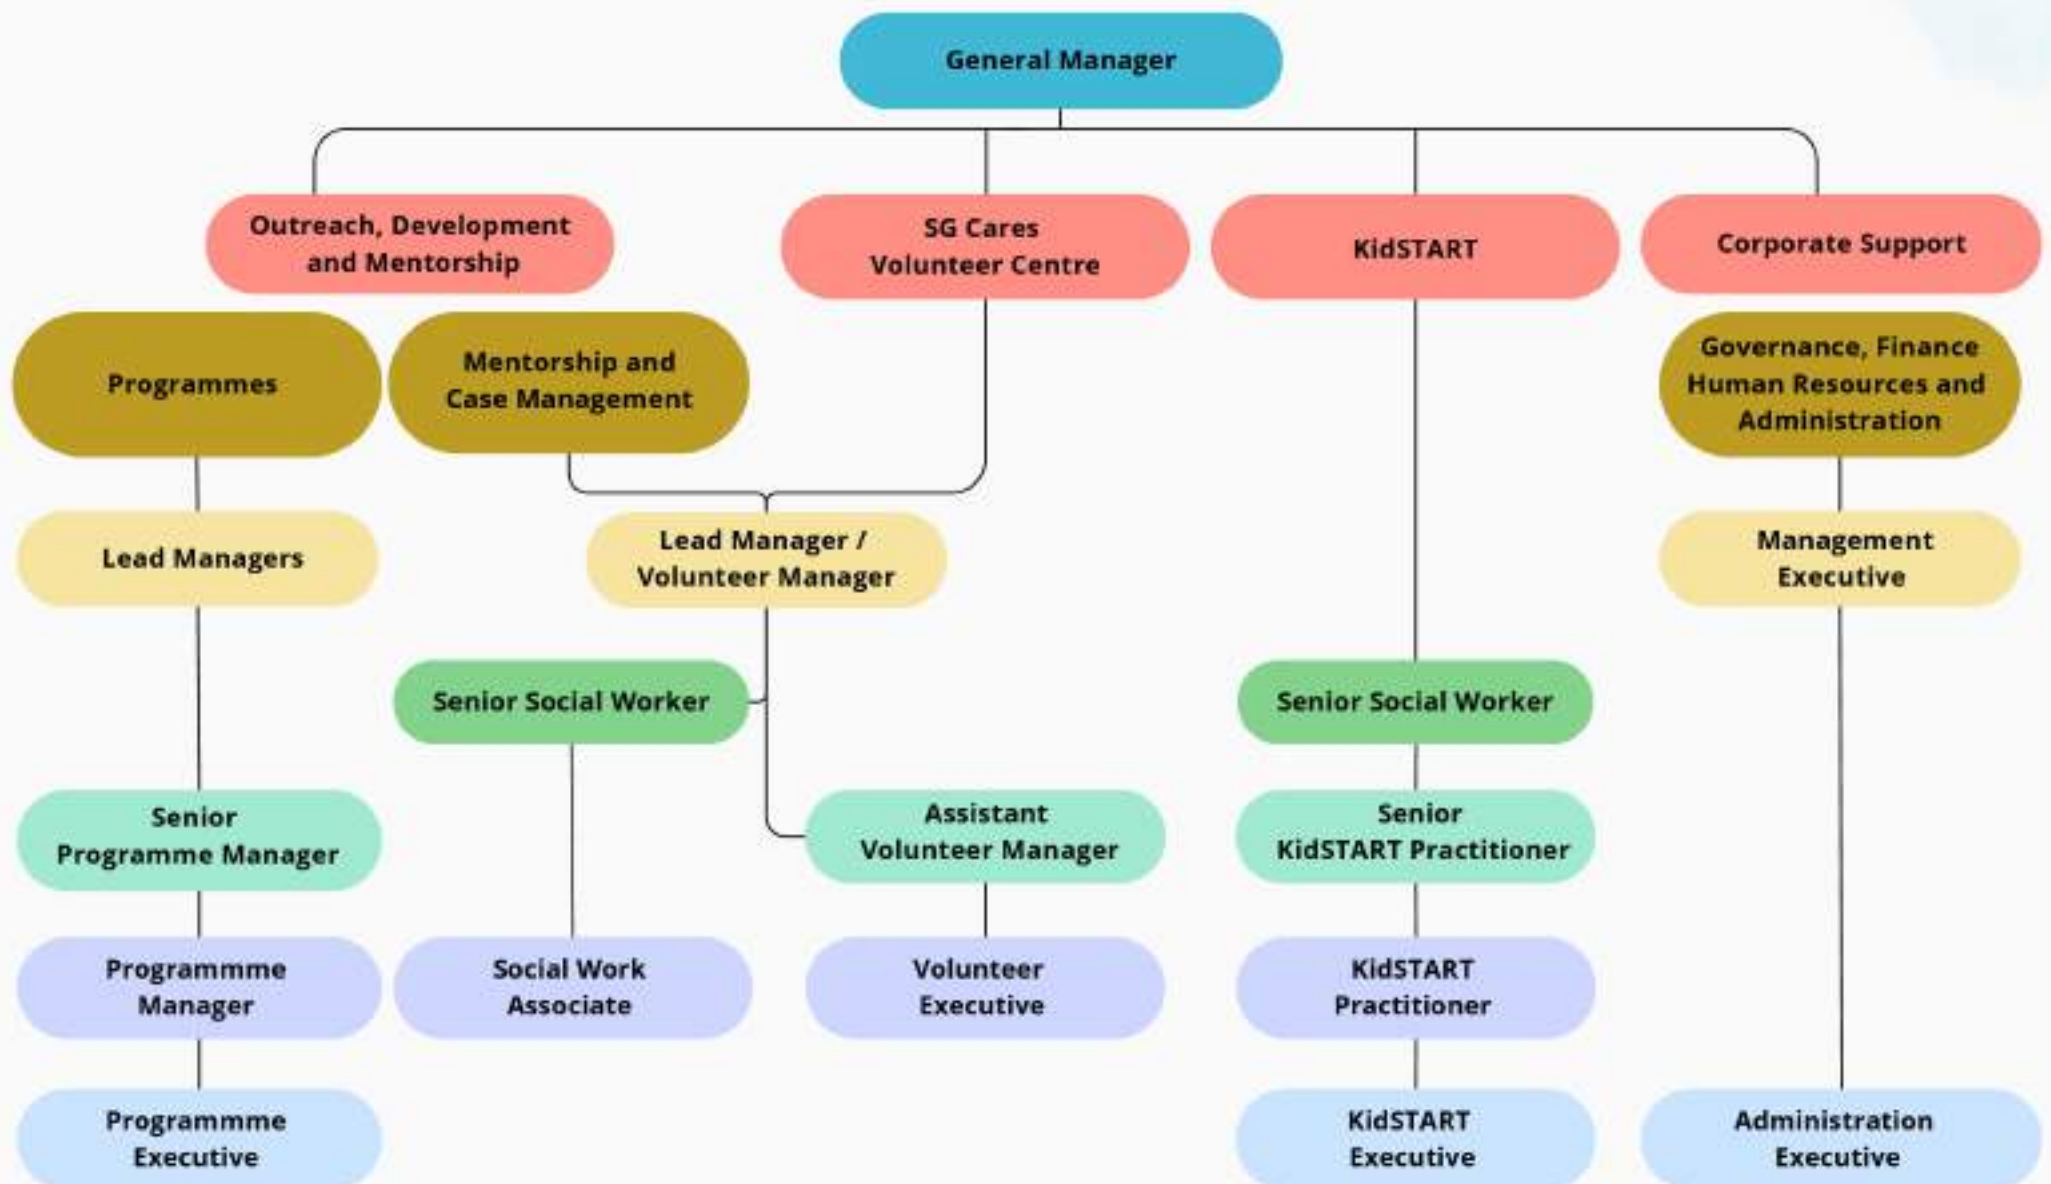 General Manager
Outreach, Development
and Mentorship
SG Cares
Volunteer Centre
KidSTART
Corporate Support
Programmes
Mentorship and
Case Management
Governance, Finance
Human Resources and
Administration
Lead Managers
Lead Manager /
Volunteer Manager
Management
Executive
Senior Social Worker
Senior Social Worker
Senior
Programme Manager
Assistant
Volunteer Manager
Senior
KidSTART Practitioner
Programmme
Manager
Social Work
Associate
Volunteer
Executive
KidSTART
Practitioner
Programmme
Executive
KidSTART
Executive
Administration
Executive